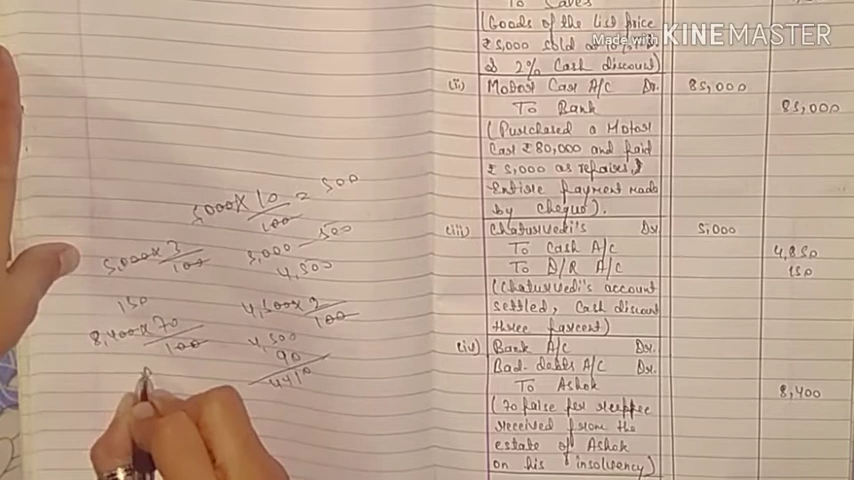 To Sales
(Goods of the list price
₹5,000 sold at 10%
& 2% Cash discount)
Made with KINEMASTER
(ii) Motor Car A/C Dr. 85,000
To Bank 85,000
(Purchased a Motor
Car ₹80,000 and paid
₹ 5,000 as repaires,
Entire payment made
by cheque).
(iii) Chaturvedi's Dr 5,000
To Cash A/C 4,850
To D/R A/C 150
(Chaturvedi's account
settled, Cash discount
three percent)
(iv) Bank A/C Dr.
Bad-debts A/C Dr.
To Ashok 8,400
(70 Paise per
received from the
estate of Ashok
on his insolvency)
5000 × 10 = 500
100
5,000 × 3
100
5,000 - 500
4,500
150
4,500 × 2
100
8,400 × 70
100
4,500
90
4410